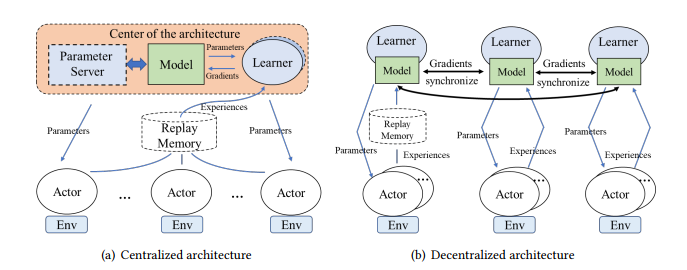 Center of the architecture
Parameter
Server
Model
Parameters
Gradients
Learner
Experiences
Replay
Memory
Parameters
Parameters
Actor
...
Actor
...
Actor
Env
Env
Env
(a) Centralized architecture
Learner
Learner
Learner
Model
Gradients
synchronize
Model
Gradients
synchronize
Model
Replay
Memory
Parameters
Experiences
Parameters
Experiences
Parameters
Experiences
...
Actor
...
Actor
...
Actor
Env
Env
Env
(b) Decentralized architecture